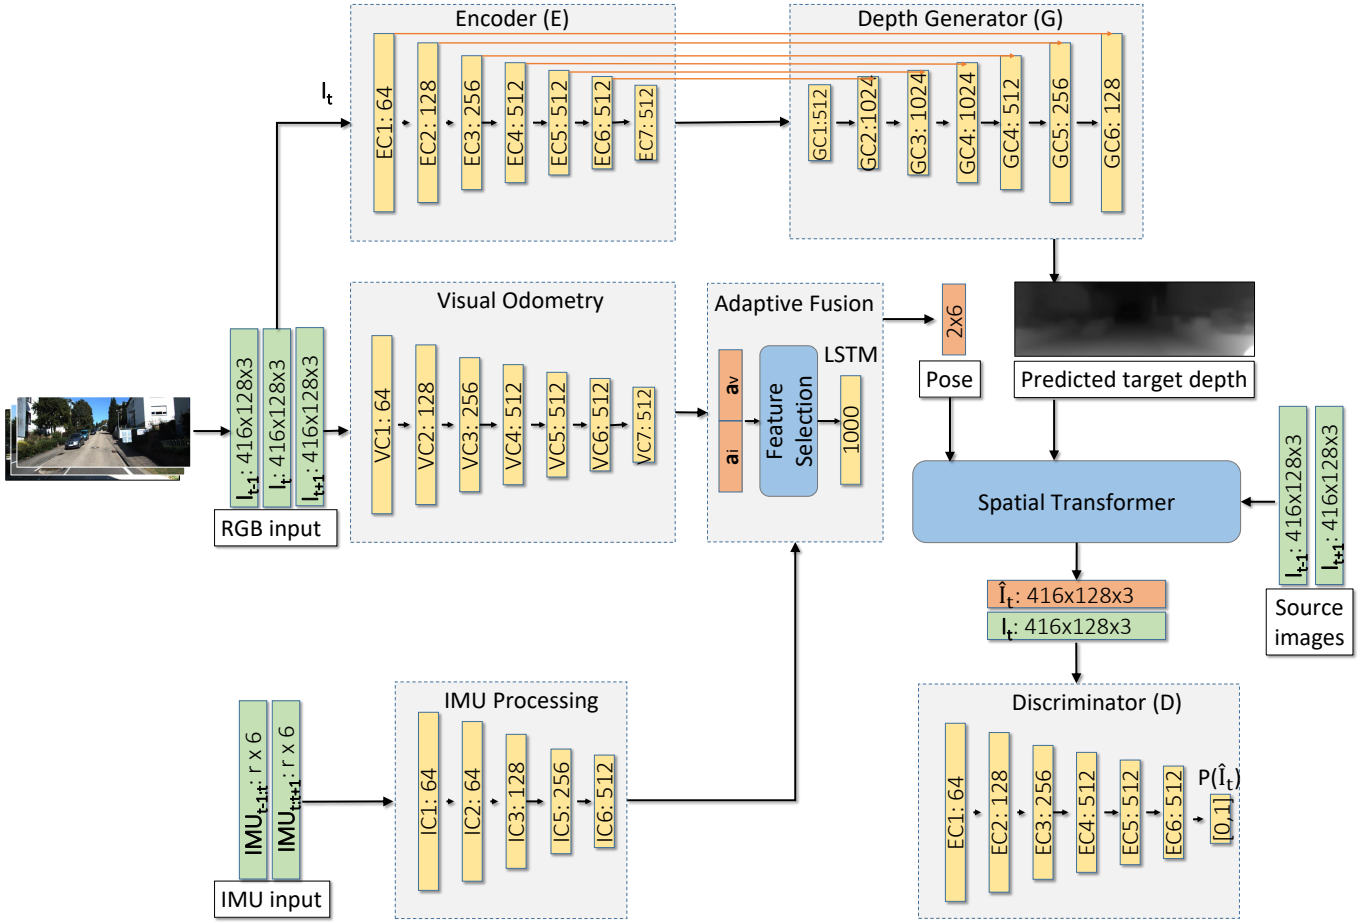 Encoder (E)
EC1: 64
EC2: 128
EC3: 256
EC4: 512
EC5: 512
EC6: 512
EC7: 512
Depth Generator (G)
GC1:512
GC2:1024
GC3: 1024
GC4: 1024
GC4: 512
GC5: 256
GC6: 128
It
Visual Odometry
VC1: 64
VC2: 128
VC3: 256
VC4: 512
VC5: 512
VC6: 512
VC7: 512
Adaptive Fusion
LSTM
av
ai
Feature
Selection
1000
2x6
Pose
Predicted target depth
It-1: 416x128x3
It: 416x128x3
It+1: 416x128x3
RGB input
Spatial Transformer
It-1: 416x128x3
It+1: 416x128x3
Source
images
Ît: 416x128x3
It: 416x128x3
IMUt-1:t: r x 6
IMUt:t+1: r x 6
IMU input
IMU Processing
IC1: 64
IC2: 64
IC3: 128
IC5: 256
IC6: 512
Discriminator (D)
EC1: 64
EC2: 128
EC3: 256
EC4: 512
EC5: 512
EC6: 512
P(Ît)
[0,1]